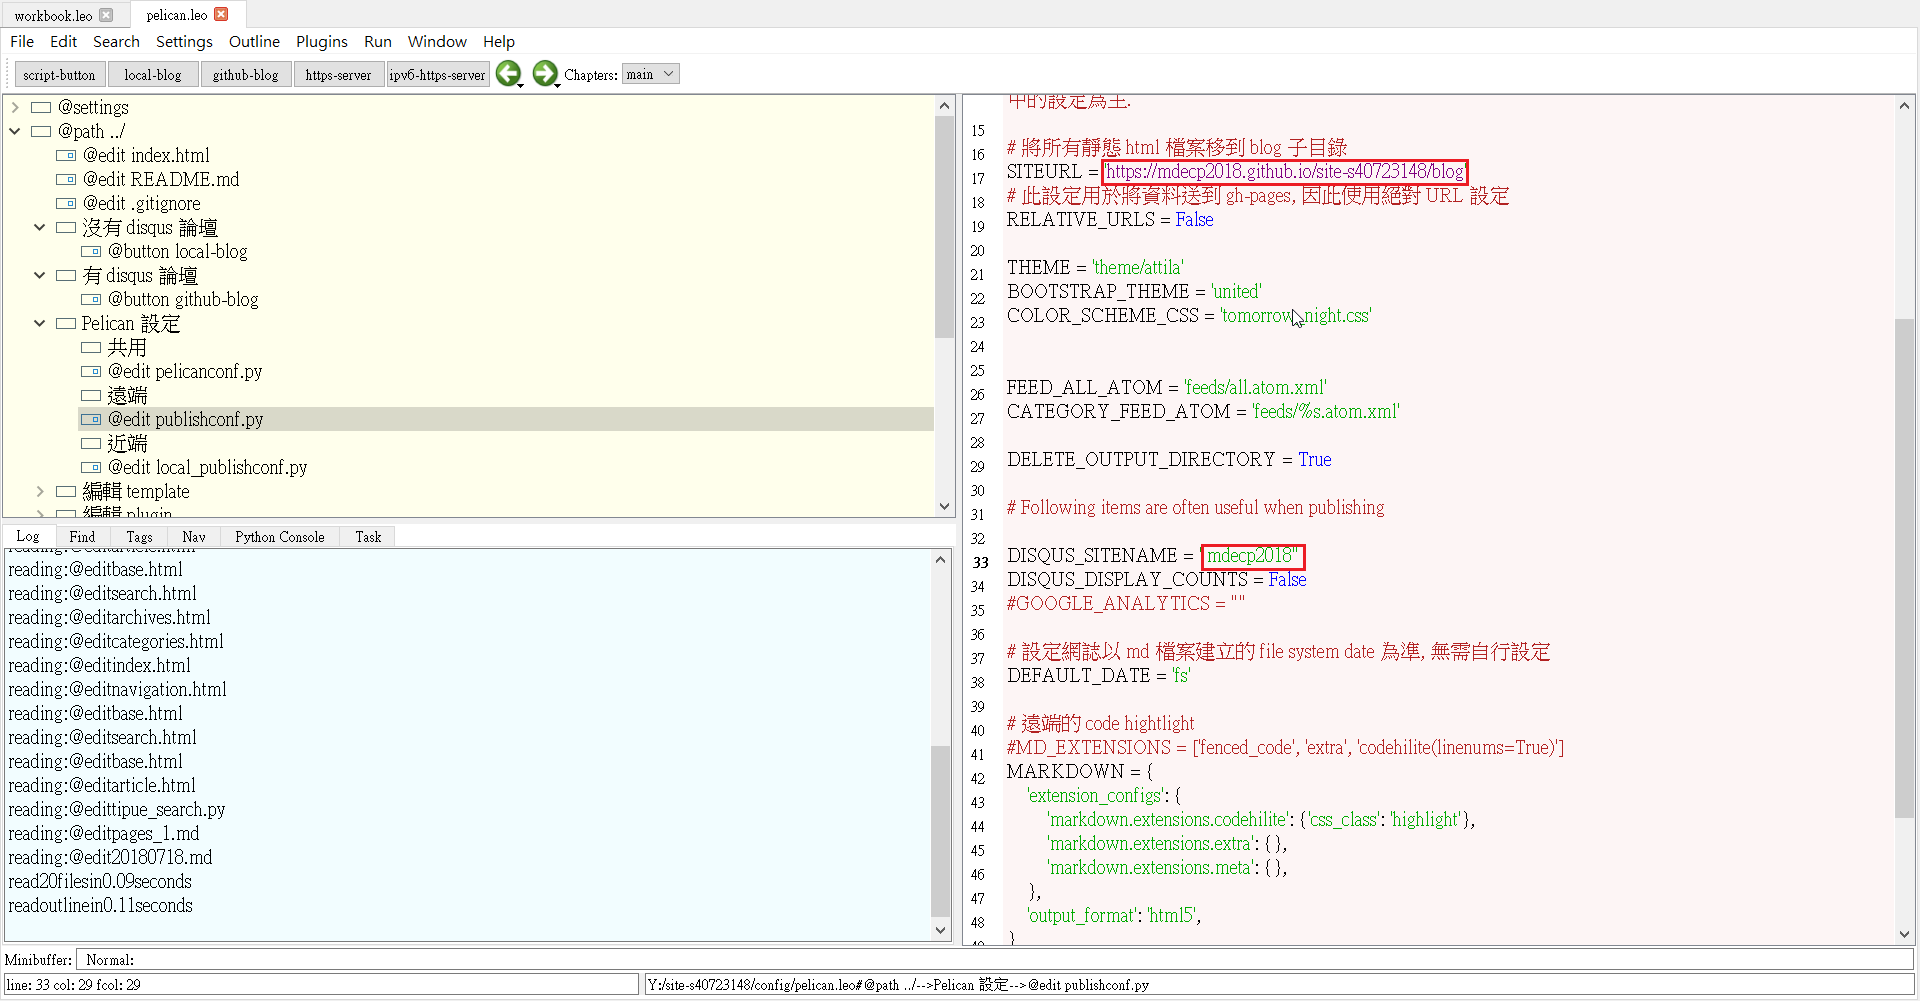 workbook.leo
pelican.leo
File Edit Search Settings Outline Plugins Run Window Help
script-button local-blog github-blog https-server ipv6-https-server Chapters: main
@settings
@path ../
@edit index.html
@edit README.md
@edit .gitignore
沒有 disqus 論壇
@button local-blog
有 disqus 論壇
@button github-blog
Pelican 設定
共用
@edit pelicanconf.py
遠端
@edit publishconf.py
近端
@edit local_publishconf.py
編輯 template
編輯 plugin
Log Find Tags Nav Python Console Task
reading:@editarticle.html
reading:@editbase.html
reading:@editsearch.html
reading:@editarchives.html
reading:@editcategories.html
reading:@editindex.html
reading:@editnavigation.html
reading:@editbase.html
reading:@editsearch.html
reading:@editbase.html
reading:@editarticle.html
reading:@edittipue_search.py
reading:@editpages_1.md
reading:@edit20180718.md
read20filesin0.09seconds
readoutlinein0.11seconds
中的設定為主.
15
16 # 將所有靜態 html 檔案移到 blog 子目錄
17 SITEURL = 'https://mdecp2018.github.io/site-s40723148/blog'
18 # 此設定用於將資料送到 gh-pages, 因此使用絕對 URL 設定
19 RELATIVE_URLS = False
20
21 THEME = 'theme/attila'
22 BOOTSTRAP_THEME = 'united'
23 COLOR_SCHEME_CSS = 'tomorrow_night.css'
24
25
26 FEED_ALL_ATOM = 'feeds/all.atom.xml'
27 CATEGORY_FEED_ATOM = 'feeds/%s.atom.xml'
28
29 DELETE_OUTPUT_DIRECTORY = True
30
31 # Following items are often useful when publishing
32
33 DISQUS_SITENAME = "mdecp2018"
34 DISQUS_DISPLAY_COUNTS = False
35 #GOOGLE_ANALYTICS = ""
36
37 # 設定網誌以 md 檔案建立的 file system date 為準, 無需自行設定
38 DEFAULT_DATE = 'fs'
39
40 # 遠端的 code hightlight
41 #MD_EXTENSIONS = ['fenced_code', 'extra', 'codehilite(linenums=True)']
42 MARKDOWN = {
43 'extension_configs': {
44 'markdown.extensions.codehilite': {'css_class': 'highlight'},
45 'markdown.extensions.extra': {},
46 'markdown.extensions.meta': {},
47 },
48 'output_format': 'html5',
49 }
Minibuffer: Normal:
line: 33 col: 29 fcol: 29
Y:/site-s40723148/config/pelican.leo#@path ../-->Pelican 設定-->@edit publishconf.py